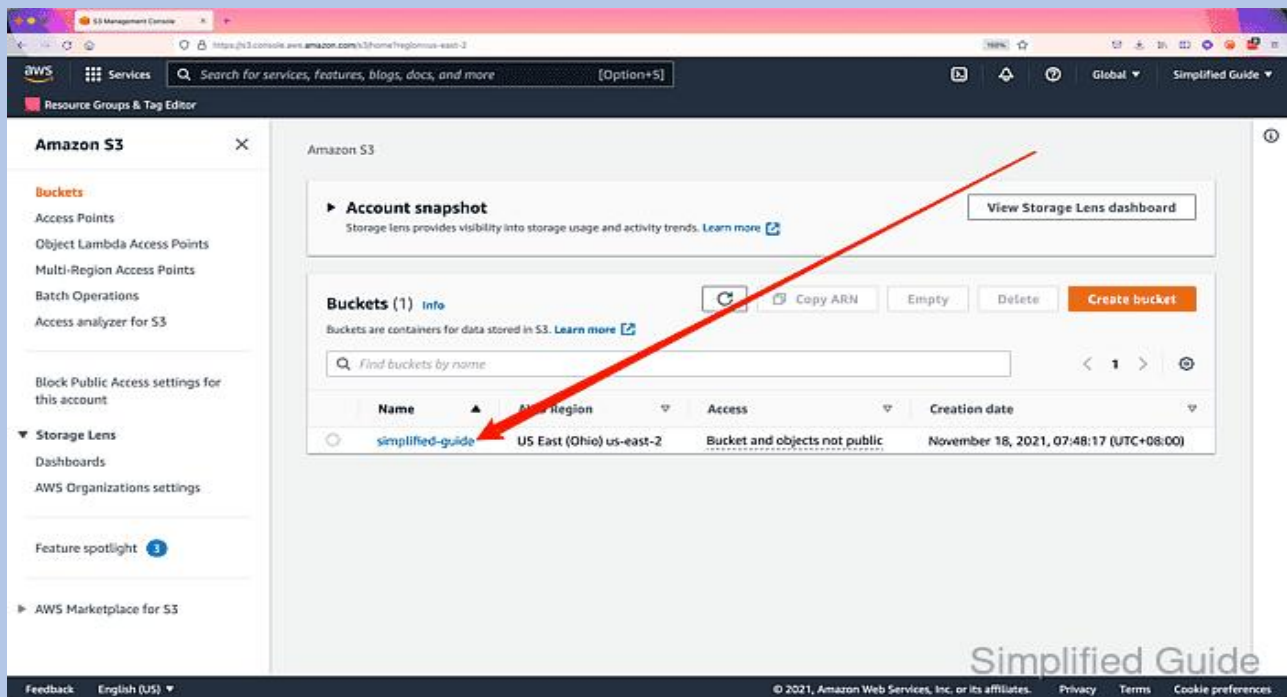 S3 Management Console
https://s3.console.aws.amazon.com/s3/home?region=us-east-2
aws
Services
Search for services, features, blogs, docs, and more
[Option+S]
Global
Simplified Guide
Resource Groups & Tag Editor
Amazon S3
Buckets
Access Points
Object Lambda Access Points
Multi-Region Access Points
Batch Operations
Access analyzer for S3
Block Public Access settings for
this account
Storage Lens
Dashboards
AWS Organizations settings
Feature spotlight 3
AWS Marketplace for S3
Amazon S3
Account snapshot
View Storage Lens dashboard
Storage lens provides visibility into storage usage and activity trends. Learn more
Buckets (1) Info
Copy ARN
Empty
Delete
Create bucket
Buckets are containers for data stored in S3. Learn more
Find buckets by name
1
Name
Region
Access
Creation date
simplified-guide
US East (Ohio) us-east-2
Bucket and objects not public
November 18, 2021, 07:48:17 (UTC+08:00)
Simplified Guide
Feedback
English (US)
© 2021, Amazon Web Services, Inc. or its affiliates.
Privacy
Terms
Cookie preferences